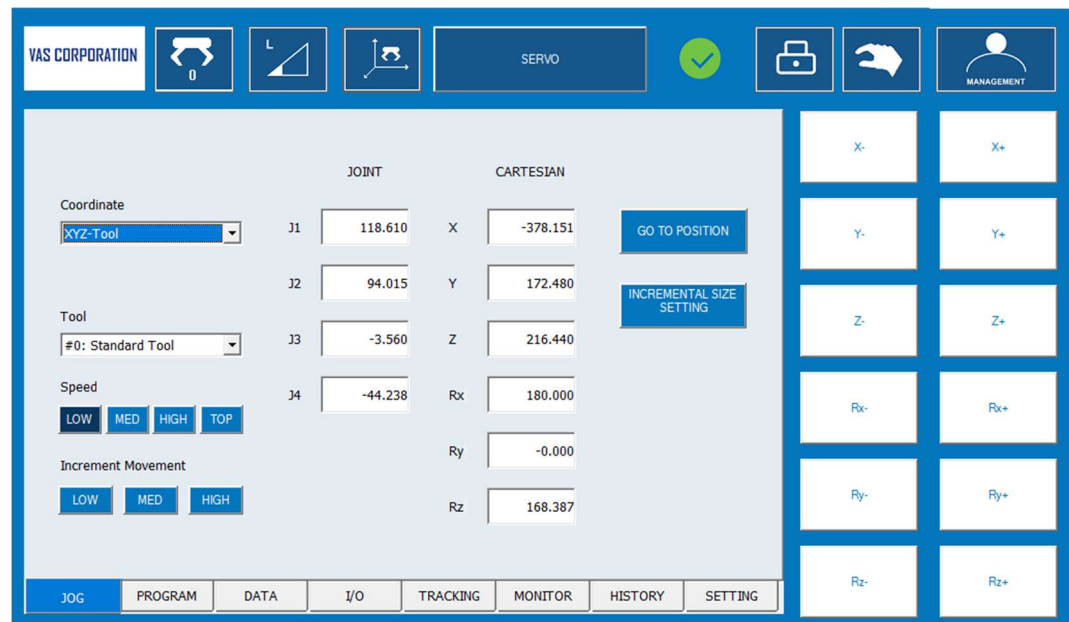 VAS CORPORATION
0
L
SERVO
MANAGEMENT
JOINT
CARTESIAN
Coordinate
XYZ-Tool
J1 118.610 X -378.151
GO TO POSITION
J2 94.015 Y 172.480
INCREMENTAL SIZE
SETTING
Tool
#0: Standard Tool
J3 -3.560 Z 216.440
Speed
LOW MED HIGH TOP
J4 -44.238 Rx 180.000
Ry -0.000
Increment Movement
LOW MED HIGH
Rz 168.387
JOG PROGRAM DATA I/O TRACKING MONITOR HISTORY SETTING
X- X+
Y- Y+
Z- Z+
Rx- Rx+
Ry- Ry+
Rz- Rz+